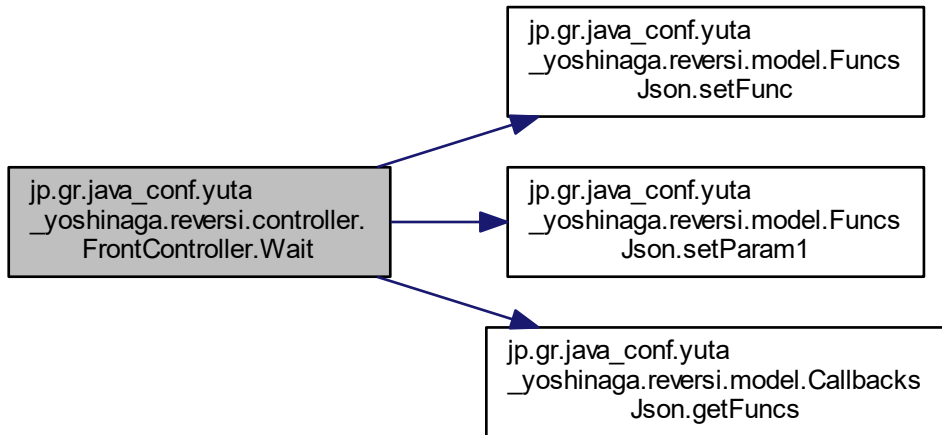 jp.gr.java_conf.yuta
_yoshinaga.reversi.model.Funcs
Json.setFunc
jp.gr.java_conf.yuta
_yoshinaga.reversi.controller.
FrontController.Wait
jp.gr.java_conf.yuta
_yoshinaga.reversi.model.Funcs
Json.setParam1
jp.gr.java_conf.yuta
_yoshinaga.reversi.model.Callbacks
Json.getFuncs